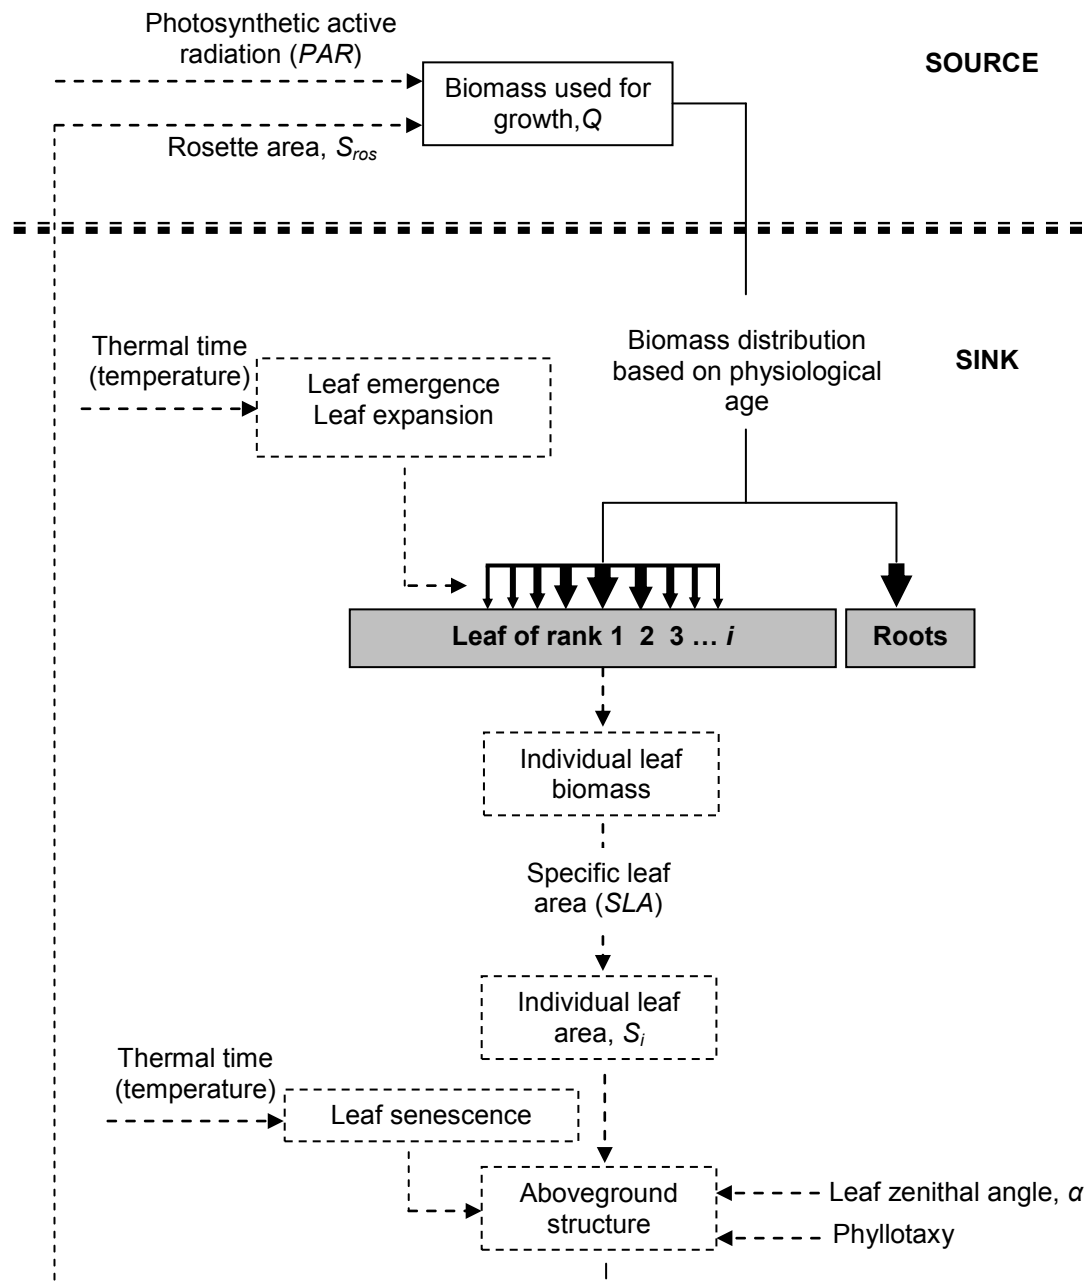 Photosynthetic active
radiation (PAR)
SOURCE
Biomass used for
growth,Q
Rosette area, Sros
Thermal time
(temperature)
Biomass distribution
based on physiological
age
SINK
Leaf emergence
Leaf expansion
Leaf of rank 1 2 3 … i
Roots
Individual leaf
biomass
Specific leaf
area (SLA)
Individual leaf
area, Si
Thermal time
(temperature)
Leaf senescence
Aboveground
structure
Leaf zenithal angle, α
Phyllotaxy